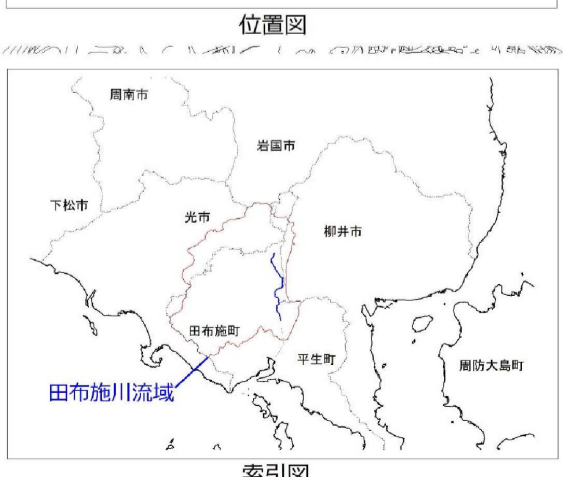 位置図
周南市
岩国市
下松市
光市
柳井市
田布施町
平生町
周防大島町
田布施川流域
索引図